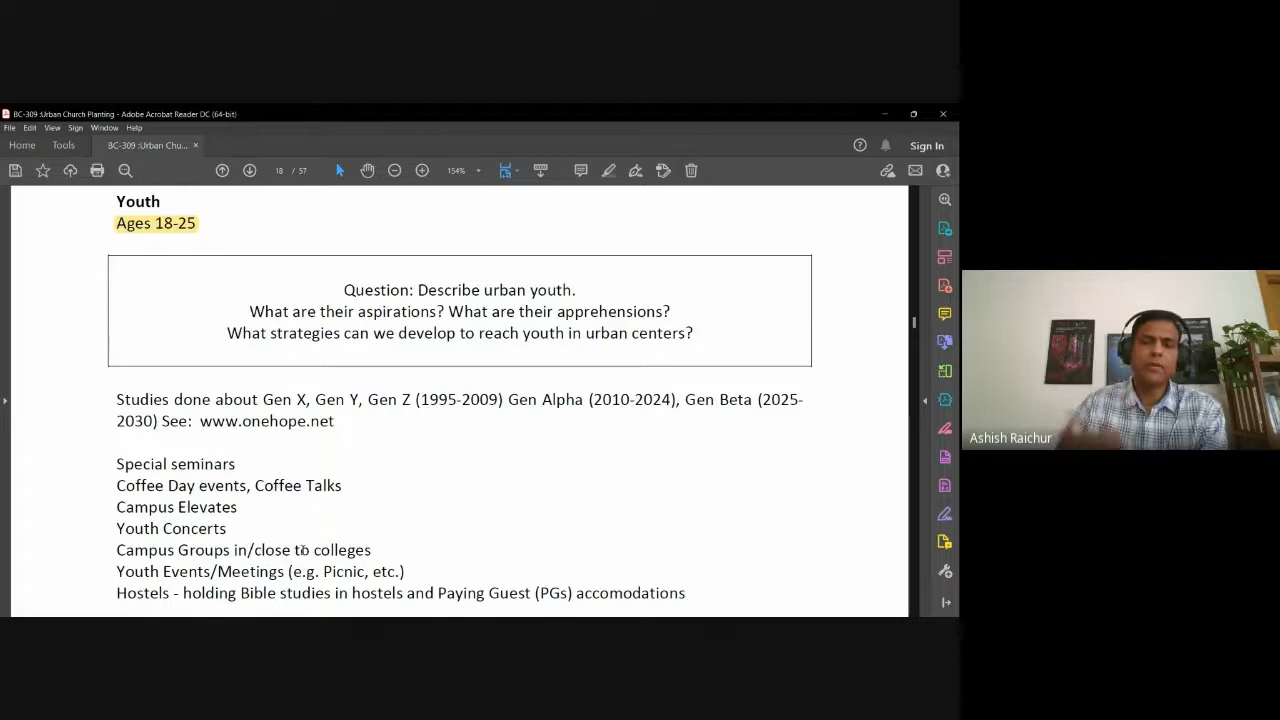 BC-309 :Urban Church Planting - Adobe Acrobat Reader DC (64-bit)
File Edit View Sign Window Help
Home Tools BC-309 :Urban Chu... × Sign In
18 / 57 154%
Youth
Ages 18-25
Question: Describe urban youth.
What are their aspirations? What are their apprehensions?
What strategies can we develop to reach youth in urban centers?
Studies done about Gen X, Gen Y, Gen Z (1995-2009) Gen Alpha (2010-2024), Gen Beta (2025-
2030) See: www.onehope.net
Special seminars
Coffee Day events, Coffee Talks
Campus Elevates
Youth Concerts
Campus Groups in/close to colleges
Youth Events/Meetings (e.g. Picnic, etc.)
Hostels - holding Bible studies in hostels and Paying Guest (PGs) accomodations
Ashish Raichur